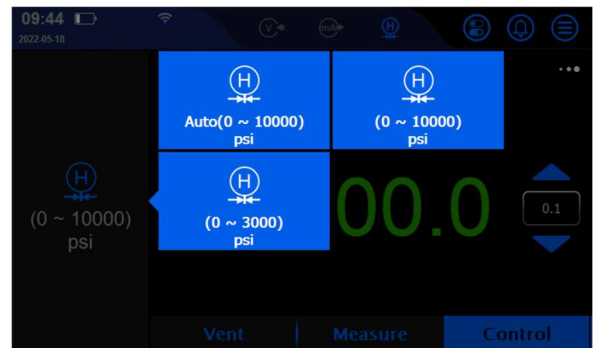 09:44
2022-05-18
V
mA
H
H
Auto(0 ~ 10000)
psi
H
(0 ~ 10000)
psi
H
(0 ~ 10000)
psi
H
(0 ~ 3000)
psi
00.0
0.1
Vent
Measure
Control